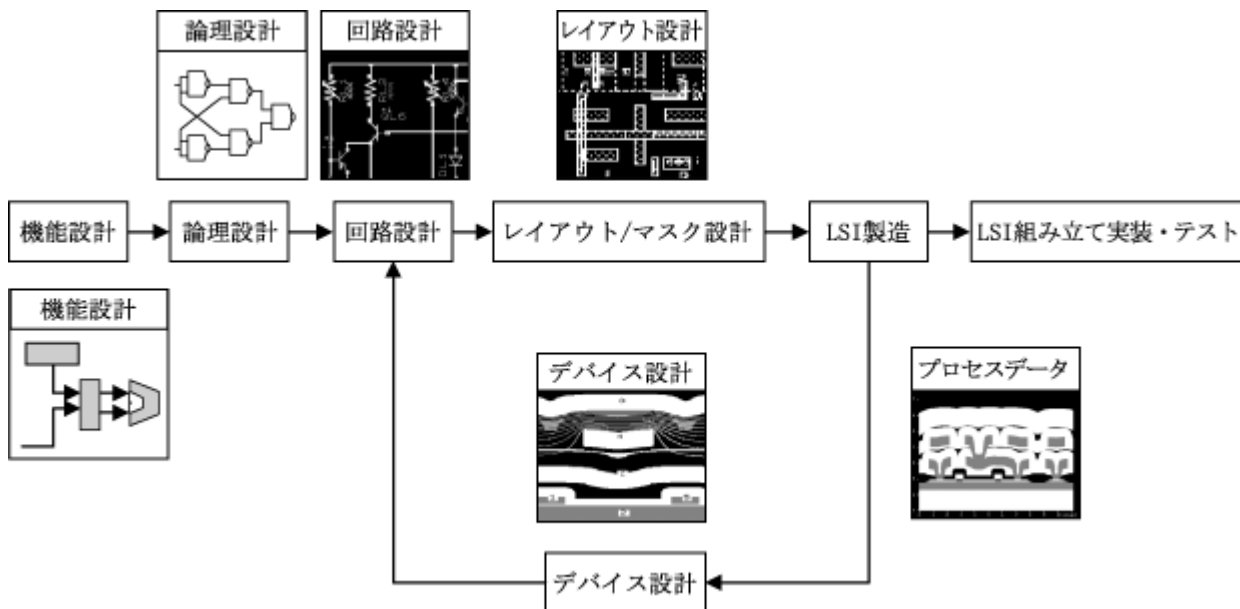 論理設計
回路設計
レイアウト設計
機能設計
論理設計
回路設計
レイアウト/マスク設計
LSI製造
LSI組み立て実装・テスト
機能設計
デバイス設計
プロセスデータ
デバイス設計